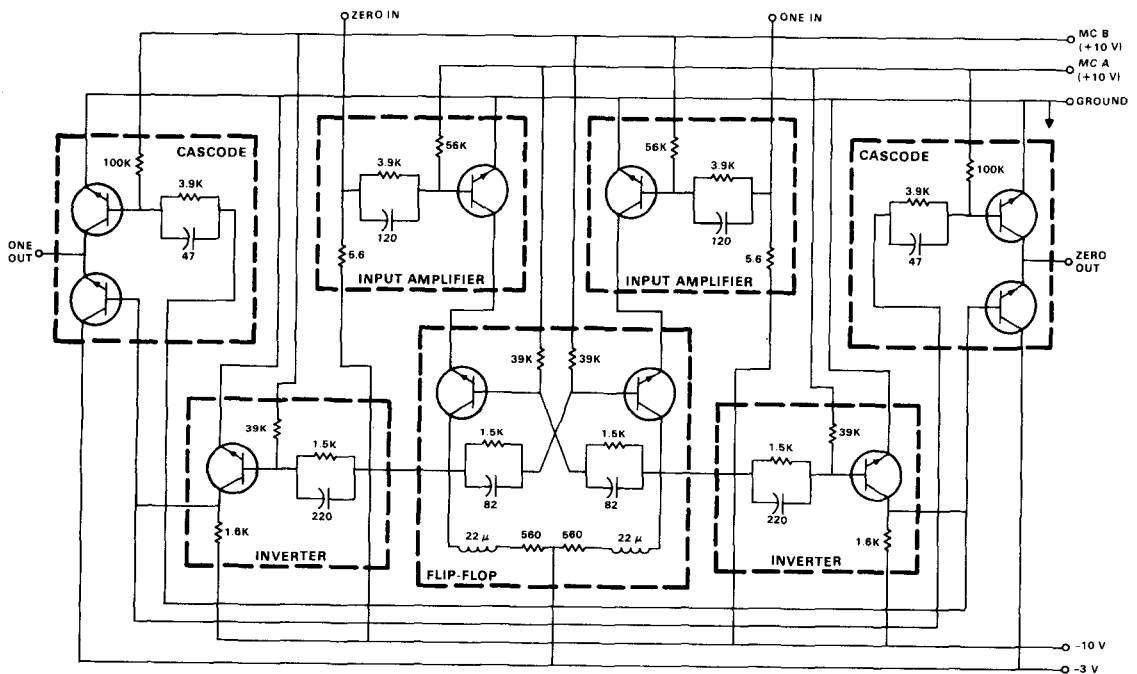 ZERO IN
ONE IN
MC B
(+10 V)
MC A
(+10 V)
GROUND
CASCODE
100K
3.9K
47
ONE
OUT
56K
3.9K
120
5.6
INPUT AMPLIFIER
56K
3.9K
120
5.6
INPUT AMPLIFIER
CASCODE
100K
3.9K
47
ZERO
OUT
39K
1.5K
220
1.6K
INVERTER
39K
39K
1.5K
82
1.5K
82
22 μ
560
560
22 μ
FLIP-FLOP
39K
1.5K
220
1.6K
INVERTER
-10 V
-3 V